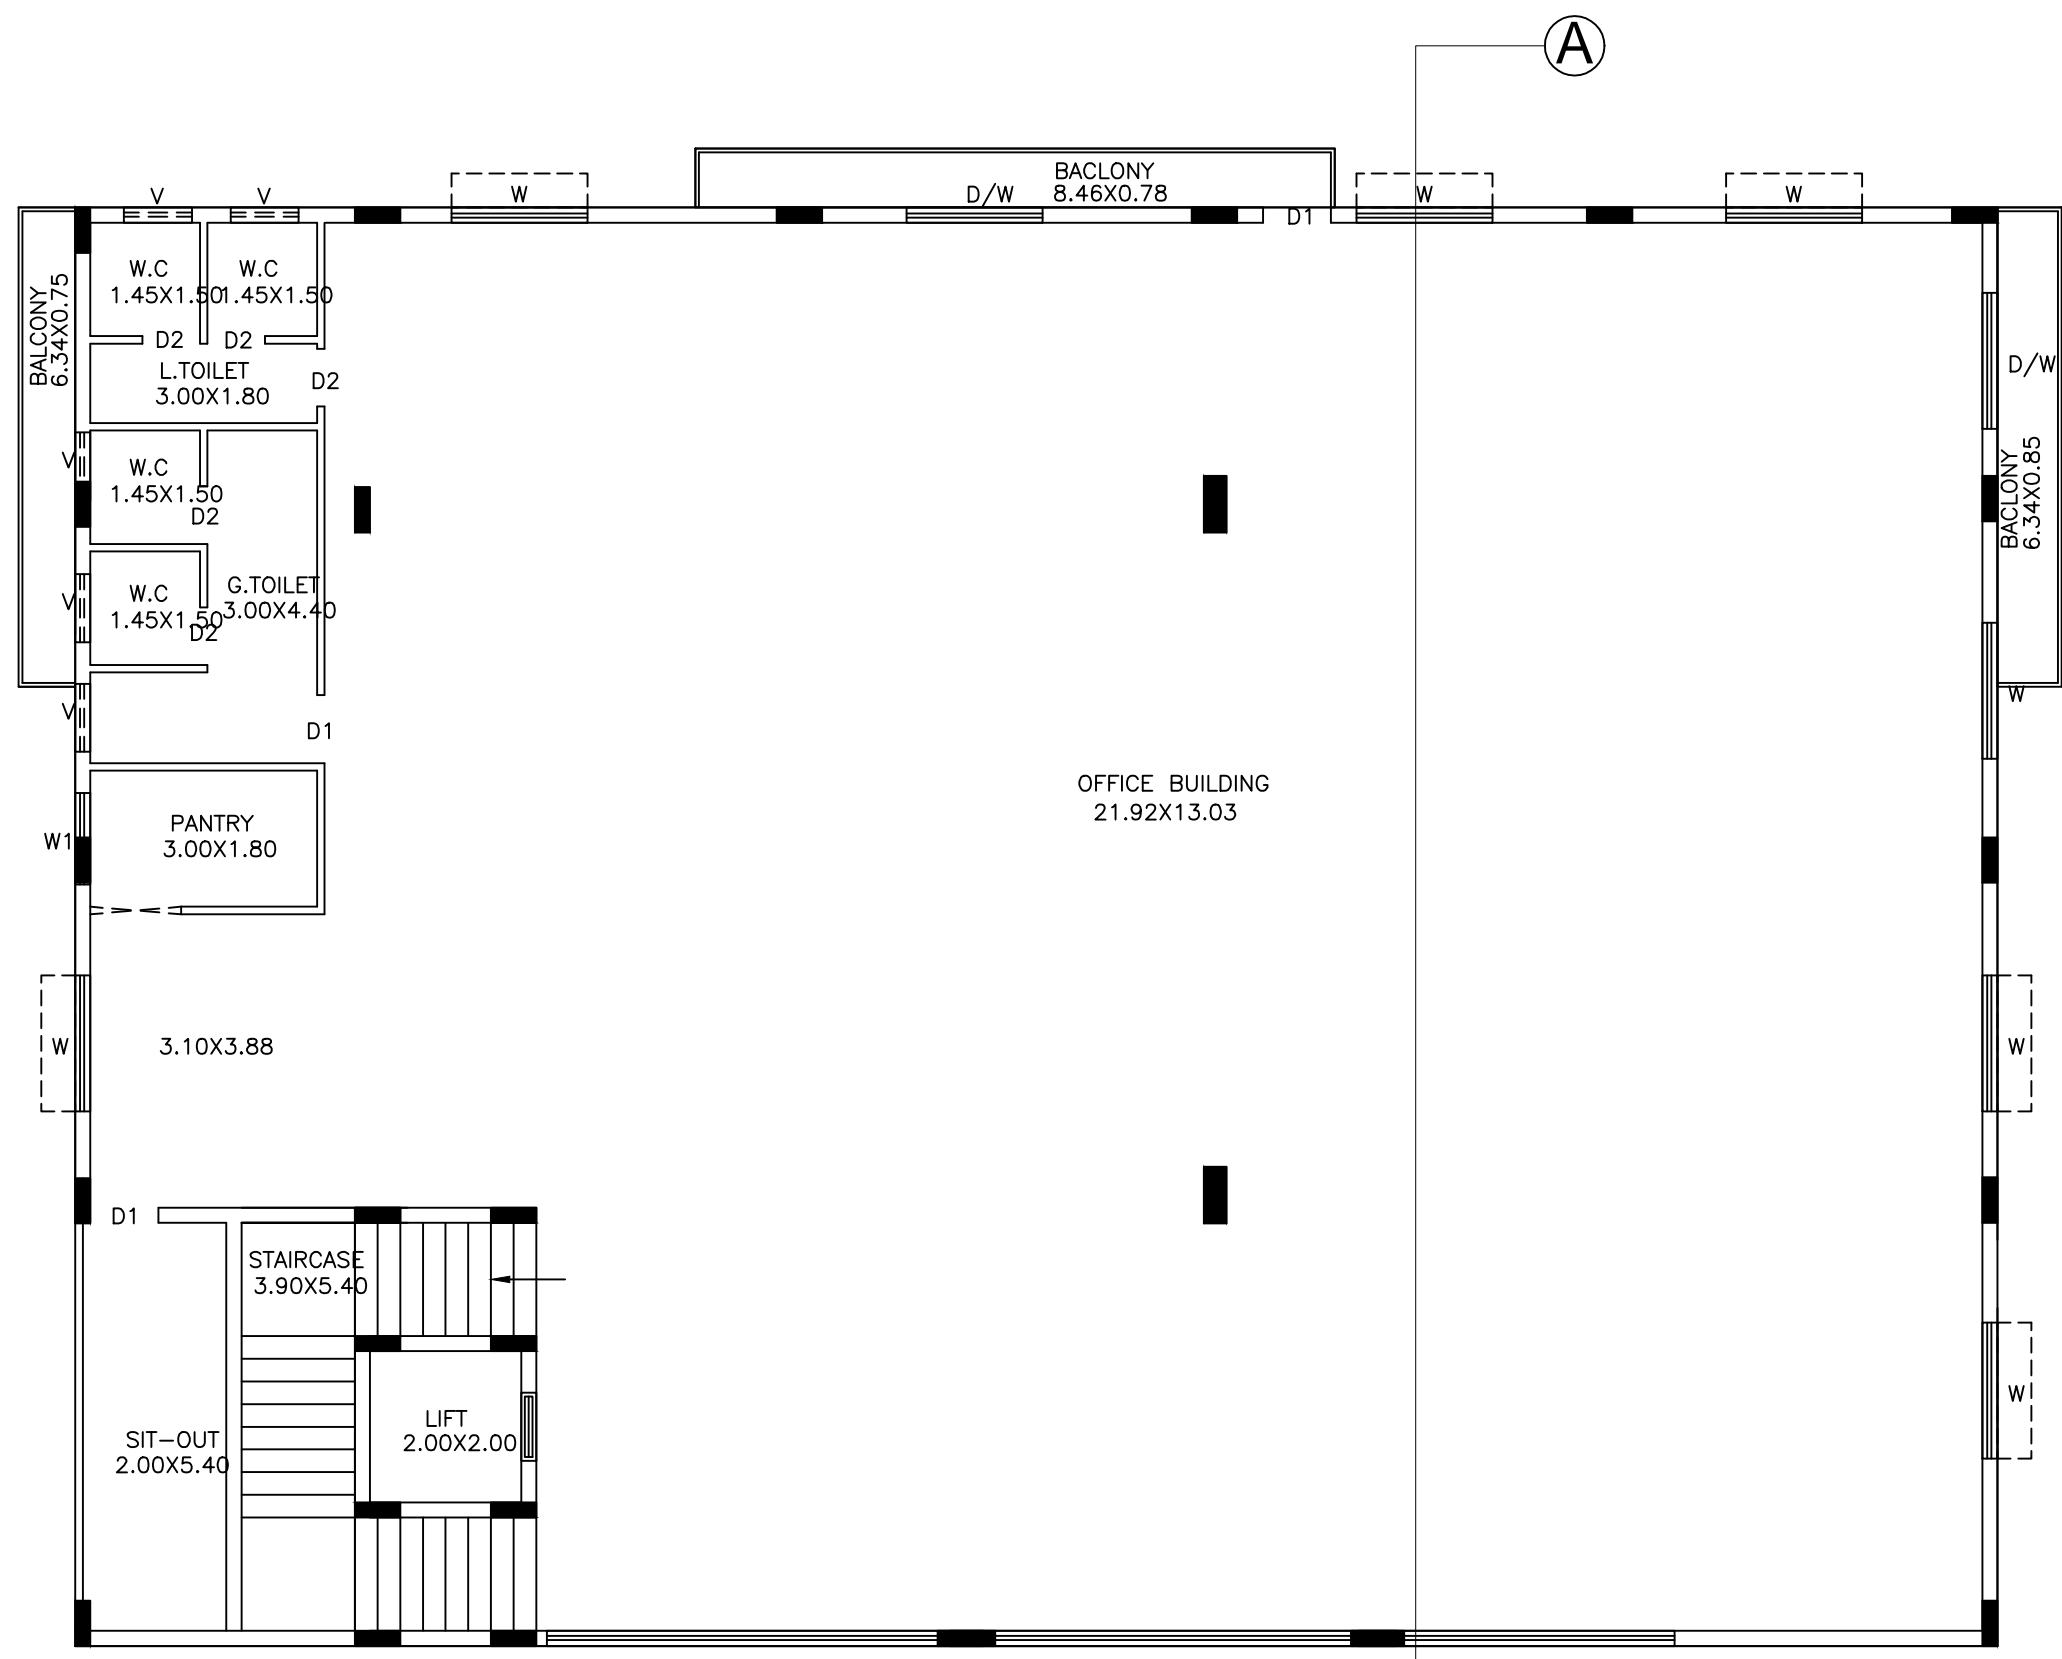 A
BACLONY
D/W 8.46X0.78
V
V
W
W
W
D1
W.C
1.45X1.50
W.C
1.45X1.50
BALCONY
6.34X0.75
D2
D2
L.TOILET
3.00X1.80
D2
D/W
V
W.C
1.45X1.50
D2
BACLONY
6.34X0.85
V
W.C
1.45X1.50
D2
G.TOILET
3.00X4.40
V
D1
W
OFFICE BUILDING
21.92X13.03
W1
PANTRY
3.00X1.80
W
3.10X3.88
W
D1
STAIRCASE
3.90X5.40
W
LIFT
2.00X2.00
SIT-OUT
2.00X5.40